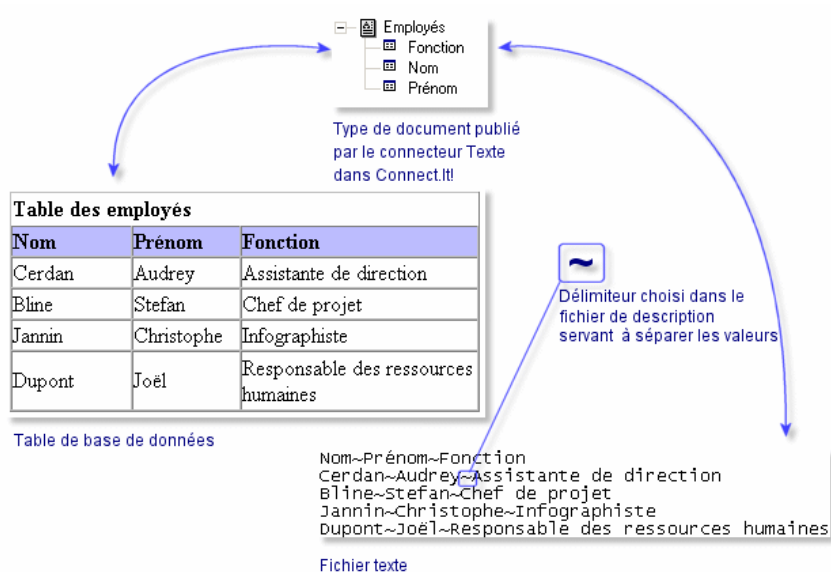 Employés
Fonction
Nom
Prénom
Type de document publié
par le connecteur Texte
dans Connect.It!
Table des employés
Nom Prénom Fonction
Cerdan Audrey Assistante de direction
Bline Stefan Chef de projet
Jannin Christophe Infographiste
Dupont Joël Responsable des ressources
humaines
Table de base de données
~
Délimiteur choisi dans le
fichier de description
servant à séparer les valeurs
Nom~Prénom~Fonction
Cerdan~Audrey~Assistante de direction
Bline~Stefan~Chef de projet
Jannin~Christophe~Infographiste
Dupont~Joël~Responsable des ressources humaines
Fichier texte